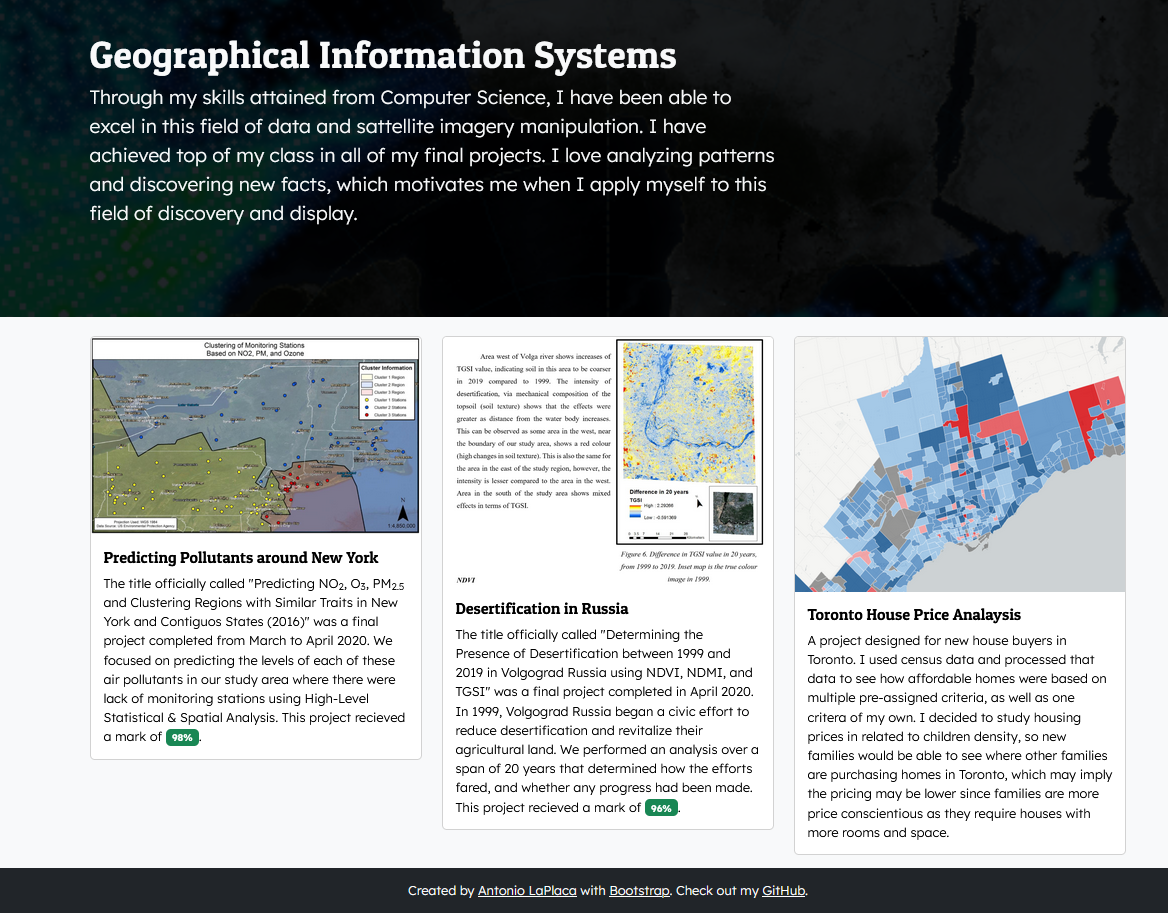 Geographical Information Systems
Through my skills attained from Computer Science, I have been able to
excel in this field of data and sattellite imagery manipulation. I have
achieved top of my class in all of my final projects. I love analyzing patterns
and discovering new facts, which motivates me when I apply myself to this
field of discovery and display.
Clustering of Monitoring Stations
Based on NO2, PM, and Ozone
Cluster Information
Cluster 1 Region
Cluster 2 Region
Cluster 3 Region
Cluster 1 Stations
Cluster 2 Stations
Cluster 3 Stations
N
1:4,850,000
Projection Used: WGS 1984
Data Source: US Environmental Protection Agency
Predicting Pollutants around New York
The title officially called "Predicting NO2, O3, PM2.5
and Clustering Regions with Similar Traits in New
York and Contiguos States (2016)" was a final
project completed from March to April 2020. We
focused on predicting the levels of each of these
air pollutants in our study area where there were
lack of monitoring stations using High-Level
Statistical & Spatial Analysis. This project recieved
a mark of 98%.
Area west of Volga river shows increases of
TGSI value, indicating soil in this area to be coarser
in 2019 compared to 1999. The intensity of
desertification, via mechanical composition of the
topsoil (soil texture) shows that the effects were
greater as distance from the water body increases.
This can be observed as some area in the west, near
the boundary of our study area, shows a red colour
(high changes in soil texture). This is also the same for
the area in the east of the study region, however, the
intensity is lesser compared to the area in the west.
Area in the south of the study area shows mixed
effects in terms of TGSI.
NDVI
Difference in 20 years
TGSI
High : 2.29288
Low : -0.591369
Figure 6. Difference in TGSI value in 20 years,
from 1999 to 2019. Inset map is the true colour
image in 1999.
Desertification in Russia
The title officially called "Determining the
Presence of Desertification between 1999 and
2019 in Volgograd Russia using NDVI, NDMI, and
TGSI" was a final project completed in April 2020.
In 1999, Volgograd Russia began a civic effort to
reduce desertification and revitalize their
agricultural land. We performed an analysis over a
span of 20 years that determined how the efforts
fared, and whether any progress had been made.
This project recieved a mark of 96%.
Toronto House Price Analaysis
A project designed for new house buyers in
Toronto. I used census data and processed that
data to see how affordable homes were based on
multiple pre-assigned criteria, as well as one
critera of my own. I decided to study housing
prices in related to children density, so new
families would be able to see where other families
are purchasing homes in Toronto, which may imply
the pricing may be lower since families are more
price conscientious as they require houses with
more rooms and space.
Created by Antonio LaPlaca with Bootstrap. Check out my GitHub.